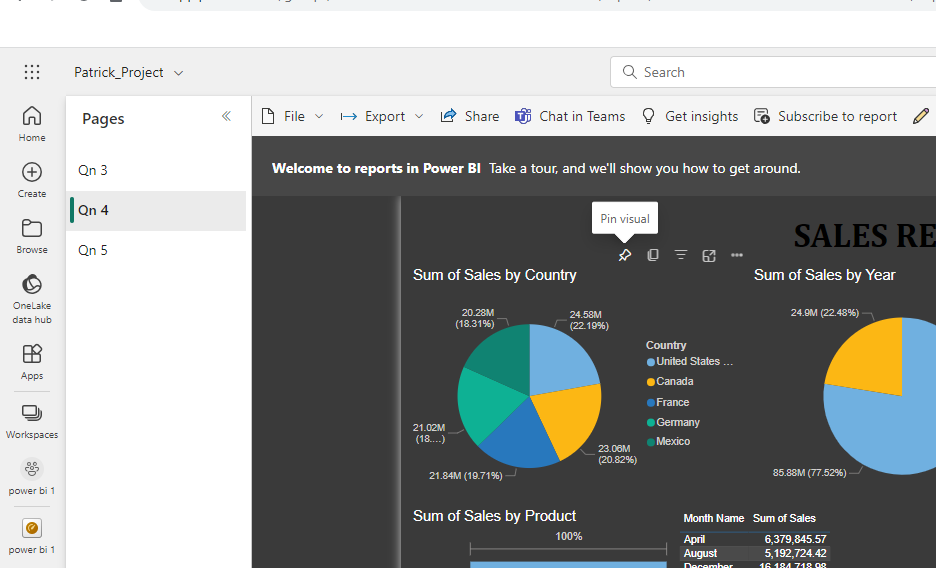 Patrick_Project
Search
Home
Create
Browse
OneLake
data hub
Apps
Workspaces
power bi 1
power bi 1
Pages
Qn 3
Qn 4
Qn 5
File
Export
Share
Chat in Teams
Get insights
Subscribe to report
Welcome to reports in Power BI Take a tour, and we'll show you how to get around.
Pin visual
SALES RE
Sum of Sales by Country
20.28M
(18.31%)
24.58M
(22.19%)
21.02M
(18....)
23.06M
(20.82%)
21.84M (19.71%)
Country
United States ...
Canada
France
Germany
Mexico
Sum of Sales by Year
24.9M (22.48%)
85.88M (77.52%)
Sum of Sales by Product
100%
Month Name Sum of Sales
April 6,379,845.57
August 5,192,724.42
December 16,184,718.98